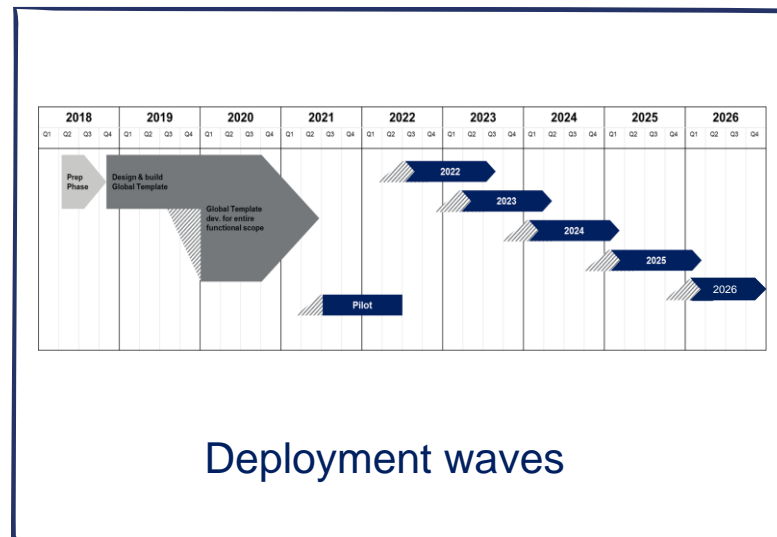 2018 2019 2020 2021 2022 2023 2024 2025 2026
Q1 Q2 Q3 Q4 Q1 Q2 Q3 Q4 Q1 Q2 Q3 Q4 Q1 Q2 Q3 Q4 Q1 Q2 Q3 Q4 Q1 Q2 Q3 Q4 Q1 Q2 Q3 Q4 Q1 Q2 Q3 Q4 Q1 Q2 Q3 Q4
Prep
Phase
Design & build
Global Template
Global Template
dev. for entire
functional scope
2022
2023
2024
2025
2026
Pilot
Deployment waves